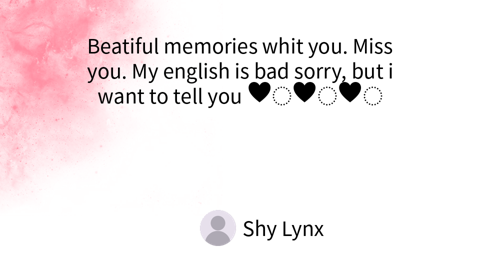 Beatiful memories whit you. Miss
you. My english is bad sorry, but i
want to tell you ♥◌♥◌♥◌
Shy Lynx